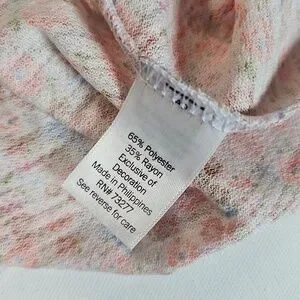 65% Polyester
35% Rayon
Exclusive of
Decoration
Made in Philippines
RN# 73277
See reverse for care